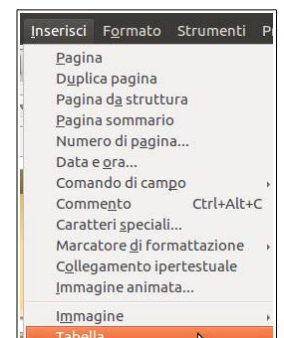 Inserisci Formato Strumenti
Pagina
Duplica pagina
Pagina da struttura
Pagina sommario
Numero di pagina...
Data e ora...
Comando di campo
Commento Ctrl+Alt+C
Caratteri speciali...
Marcatore di formattazione
Collegamento ipertestuale
Immagine animata...
Immagine
Tabella